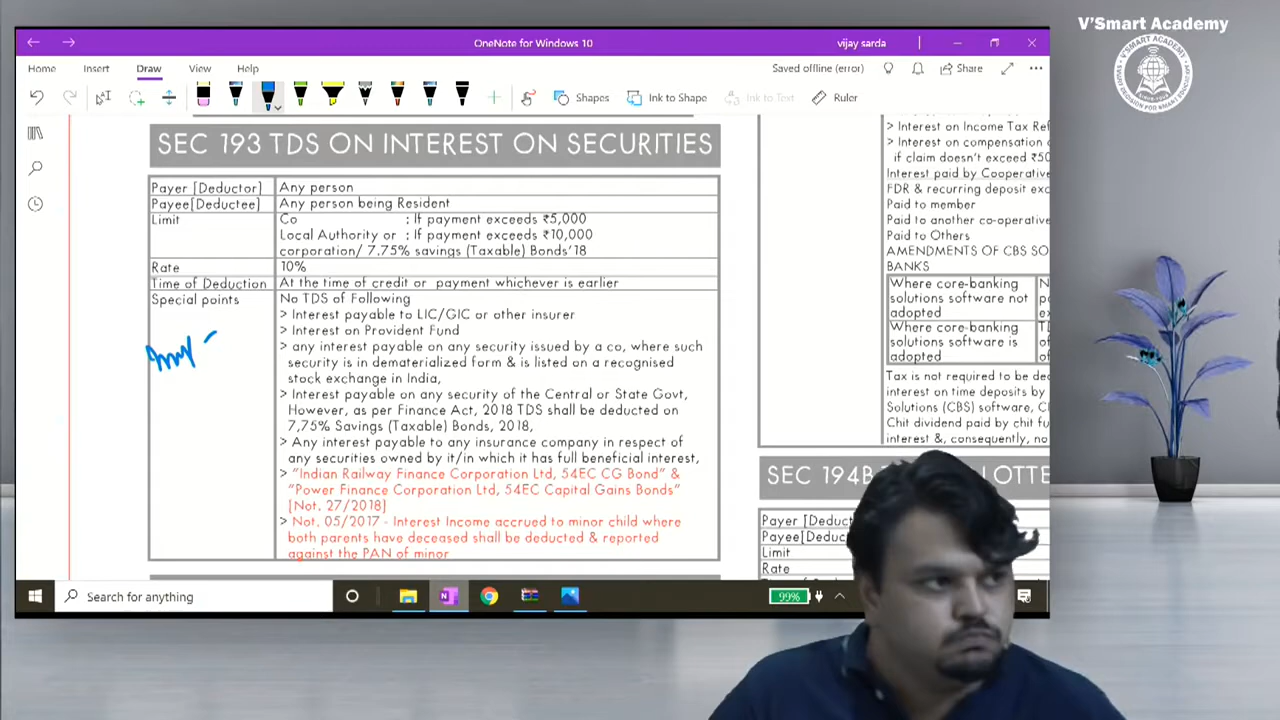 V'Smart Academy
OneNote for Windows 10
vijay sarda
Home Insert Draw View Help
Saved offline (error) Share
Shapes Ink to Shape Ink to Text Ruler
SEC 193 TDS ON INTEREST ON SECURITIES
Payer [Deductor] Any person
Payee[Deductee] Any person being Resident
Limit Co : If payment exceeds ₹5,000
Local Authority or : If payment exceeds ₹10,000
corporation/ 7.75% savings (Taxable) Bonds'18
Rate 10%
Time of Deduction At the time of credit or payment whichever is earlier
Special points No TDS of Following
> Interest payable to LIC/GIC or other insurer
> Interest on Provident Fund
> any interest payable on any security issued by a co, where such
security is in dematerialized form & is listed on a recognised
stock exchange in India,
> Interest payable on any security of the Central or State Govt,
However, as per Finance Act, 2018 TDS shall be deducted on
7,75% Savings (Taxable) Bonds, 2018,
> Any interest payable to any insurance company in respect of
any securities owned by it/in which it has full beneficial interest,
> "Indian Railway Finance Corporation Ltd, 54EC CG Bond" &
"Power Finance Corporation Ltd, 54EC Capital Gains Bonds"
[Not. 27/2018]
> Not. 05/2017 - Interest Income accrued to minor child where
both parents have deceased shall be deducted & reported
against the PAN of minor
> Interest on Income Tax Ref
> Interest on compensation
if claim doesn't exceed ₹50
Interest paid by Cooperative
FDR & recurring deposit exc
Paid to member
Paid to another co-operative
Paid to Others
AMENDMENTS OF CBS SO
BANKS
Where core-banking
solutions software not
adopted
Where core-banking
solutions software is
adopted
Tax is not required to be de
interest on time deposits by
Solutions (CBS) software,
Chit dividend paid by chit fu
interest &, consequently, no
SEC 194B LOTTE
Payer [Deduct
Payee[Deduc
Limit
Rate
Search for anything
99%